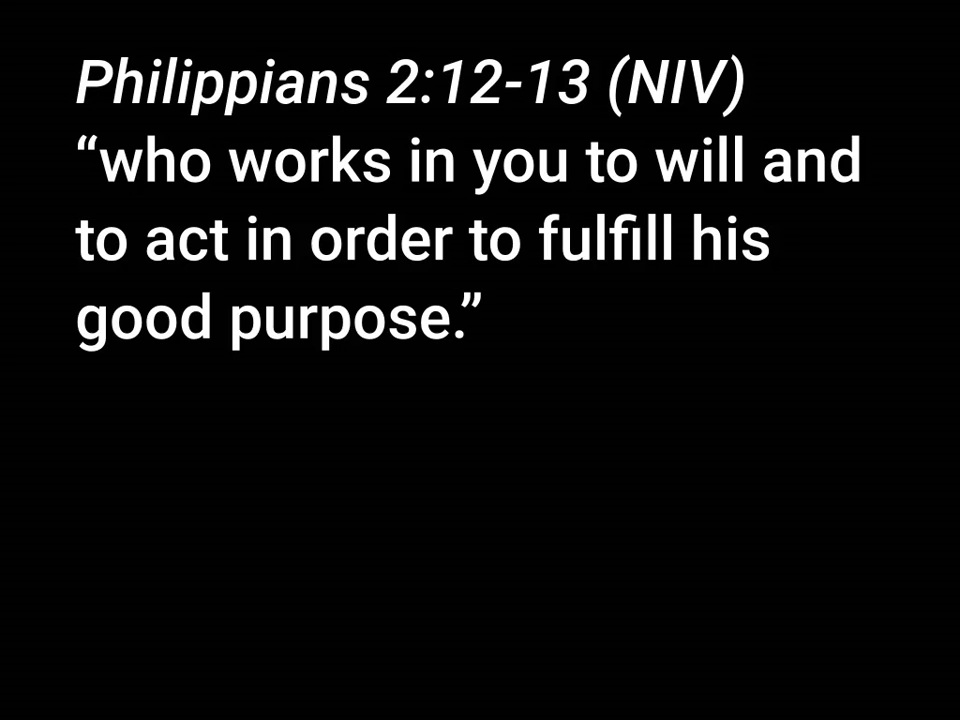 Philippians 2:12-13 (NIV)
“who works in you to will and
to act in order to fulfill his
good purpose.”